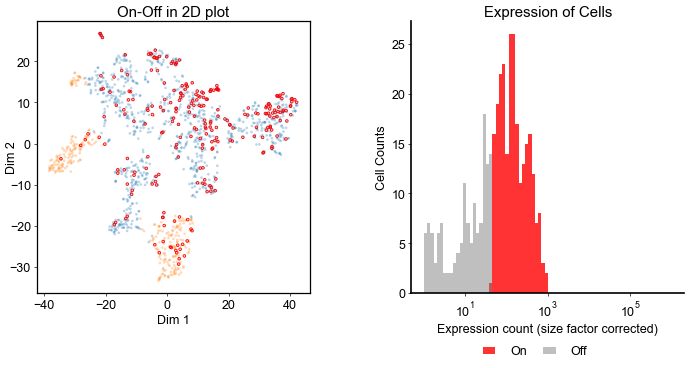 On-Off in 2D plot
Dim 2
20
10
0
−10
−20
−30
−40
−20
0
20
40
Dim 1
Expression of Cells
Cell Counts
25
20
15
10
5
0
10^1
10^3
10^5
Expression count (size factor corrected)
On
Off